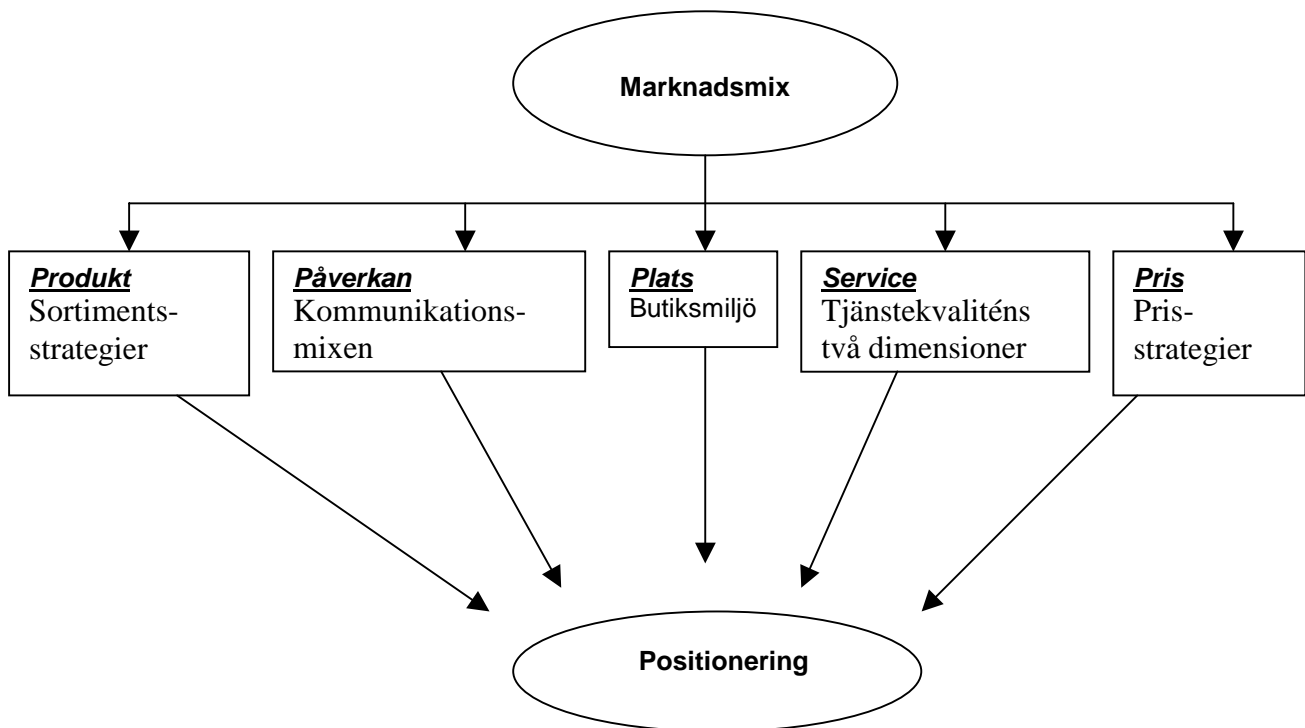 Marknadsmix
Produkt
Sortiments-
strategier
Påverkan
Kommunikations-
mixen
Plats
Butiksmiljö
Service
Tjänstekvaliténs
två dimensioner
Pris
Pris-
strategier
Positionering